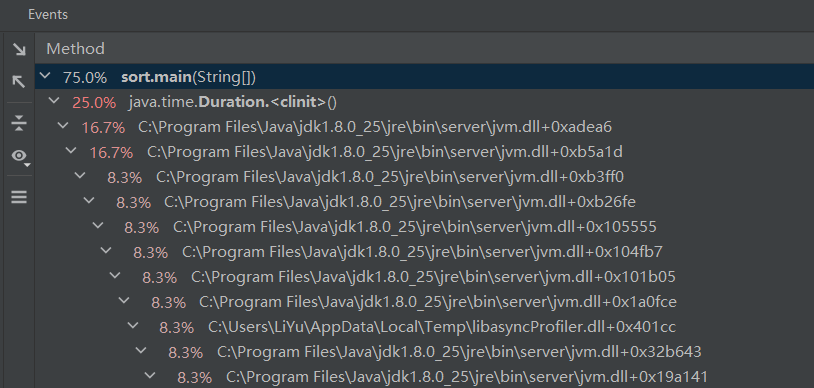 Events
Method
75.0% sort.main(String[])
25.0% java.time.Duration.<clinit>()
16.7% C:\Program Files\Java\jdk1.8.0_25\jre\bin\server\jvm.dll+0xadea6
16.7% C:\Program Files\Java\jdk1.8.0_25\jre\bin\server\jvm.dll+0xb5a1d
8.3% C:\Program Files\Java\jdk1.8.0_25\jre\bin\server\jvm.dll+0xb3ff0
8.3% C:\Program Files\Java\jdk1.8.0_25\jre\bin\server\jvm.dll+0xb26fe
8.3% C:\Program Files\Java\jdk1.8.0_25\jre\bin\server\jvm.dll+0x105555
8.3% C:\Program Files\Java\jdk1.8.0_25\jre\bin\server\jvm.dll+0x104fb7
8.3% C:\Program Files\Java\jdk1.8.0_25\jre\bin\server\jvm.dll+0x101b05
8.3% C:\Program Files\Java\jdk1.8.0_25\jre\bin\server\jvm.dll+0x1a0fce
8.3% C:\Users\LiYu\AppData\Local\Temp\libasyncProfiler.dll+0x401cc
8.3% C:\Program Files\Java\jdk1.8.0_25\jre\bin\server\jvm.dll+0x32b643
8.3% C:\Program Files\Java\jdk1.8.0_25\jre\bin\server\jvm.dll+0x19a141